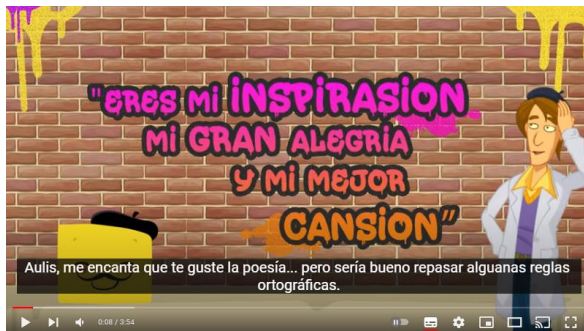 "ERES Mi iNSPiRASiON
Mi GRAN ALEGRiA
Y Mi MEJOR
CANSiON"
Aulis, me encanta que te guste la poesía... pero sería bueno repasar alguanas reglas
ortográficas.
0:08 / 3:54